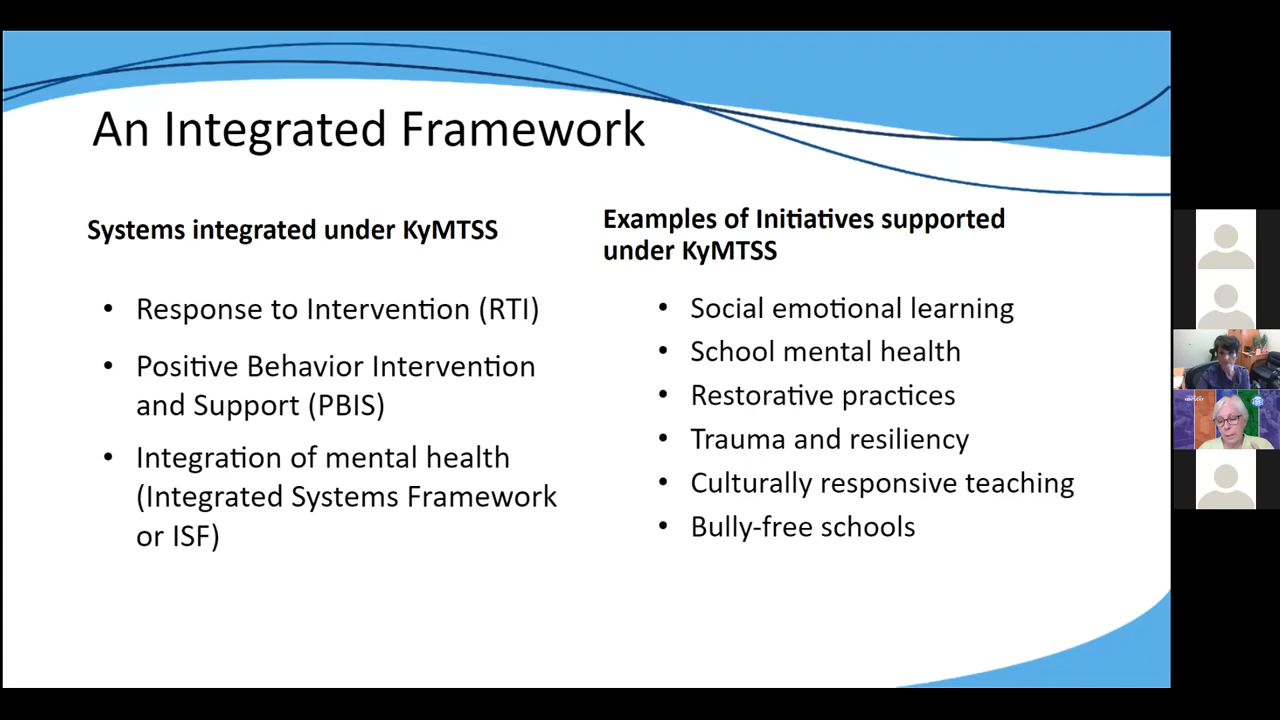 An Integrated Framework
Systems integrated under KyMTSS
• Response to Intervention (RTI)
• Positive Behavior Intervention
and Support (PBIS)
• Integration of mental health
(Integrated Systems Framework
or ISF)
Examples of Initiatives supported
under KyMTSS
• Social emotional learning
• School mental health
• Restorative practices
• Trauma and resiliency
• Culturally responsive teaching
• Bully-free schools